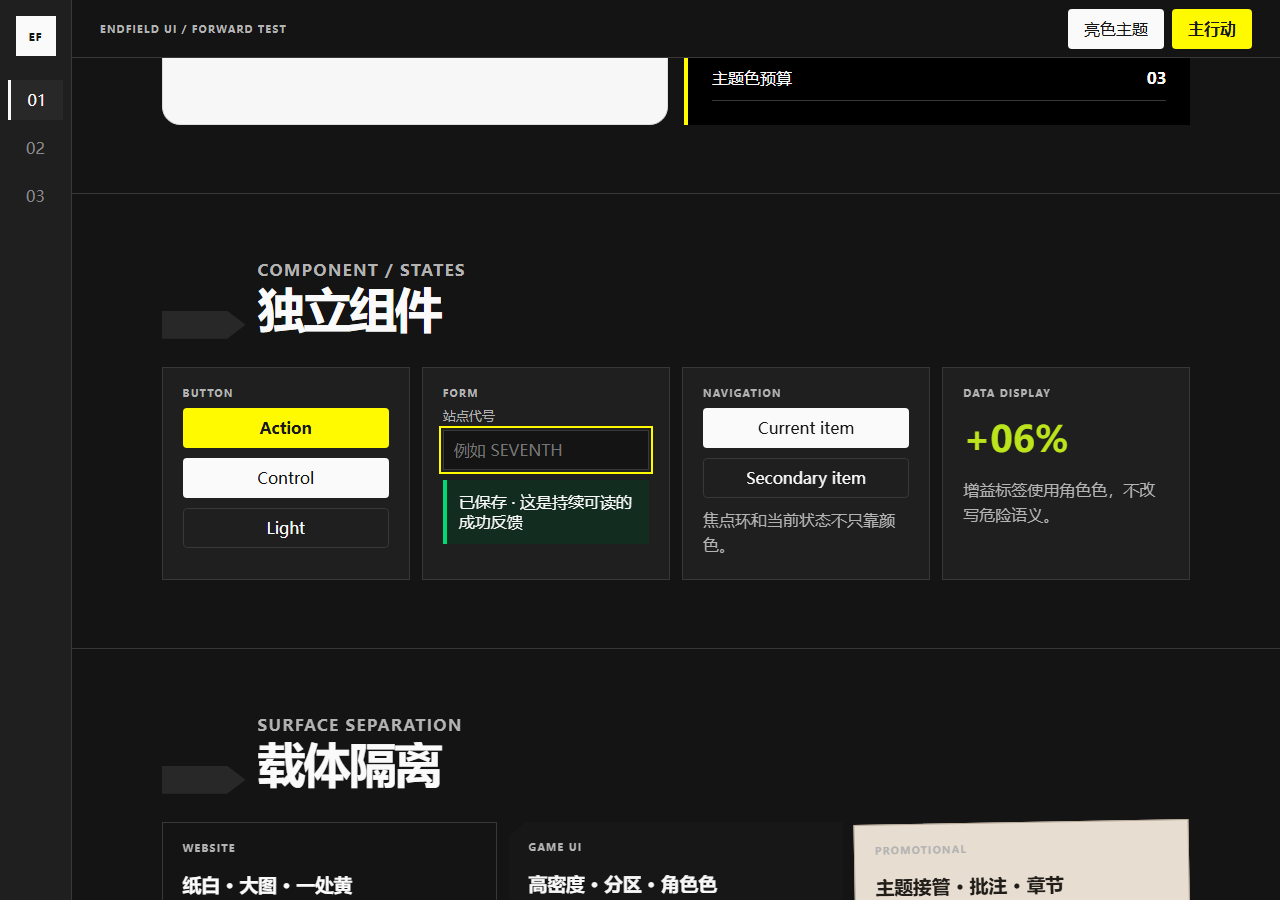 EF
ENDFIELD UI / FORWARD TEST
亮色主题
主行动
01
02
03
主题色预算
03
COMPONENT / STATES
独立组件
BUTTON
Action
Control
Light
FORM
站点代号
例如 SEVENTH
已保存 · 这是持续可读的
成功反馈
NAVIGATION
Current item
Secondary item
焦点环和当前状态不只靠颜
色。
DATA DISPLAY
+06%
增益标签使用角色色，不改
写危险语义。
SURFACE SEPARATION
载体隔离
WEBSITE
纸白・大图・一处黄
GAME UI
高密度・分区・角色色
PROMOTIONAL
主题接管・批注・章节